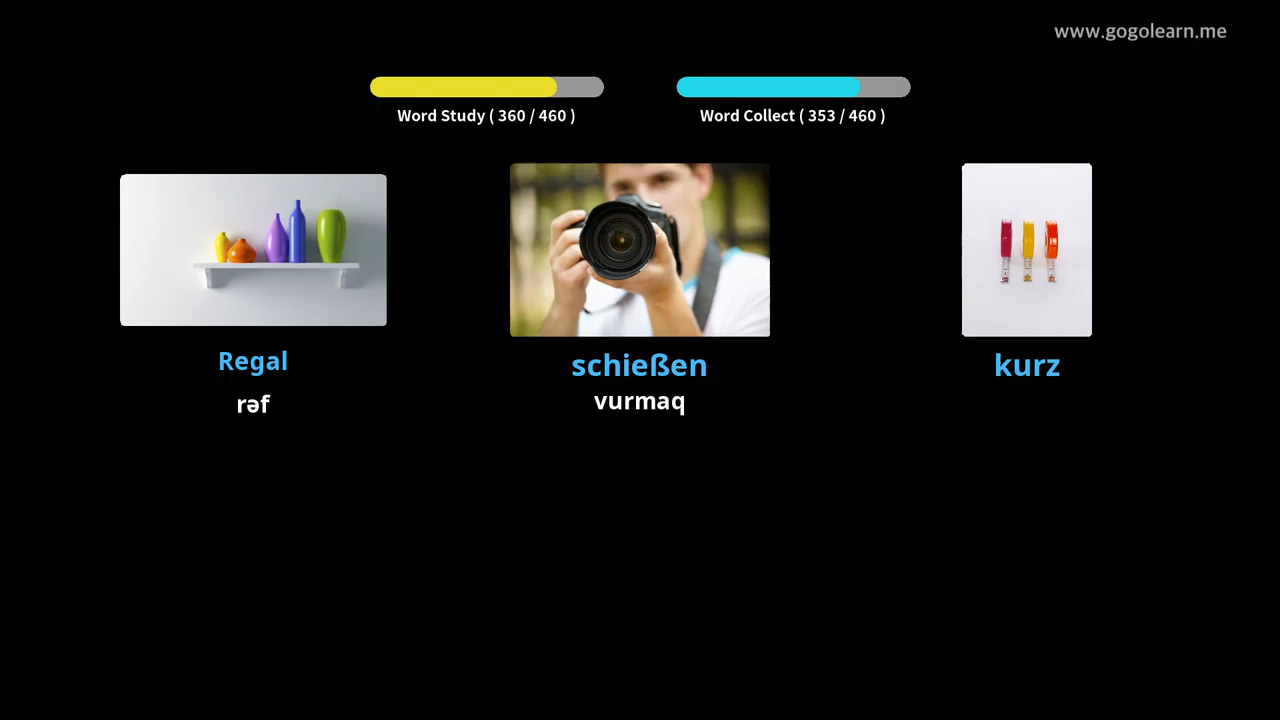 www.gogolearn.me
Word Study ( 360 / 460 )
Word Collect ( 353 / 460 )
Regal
rəf
schießen
vurmaq
kurz